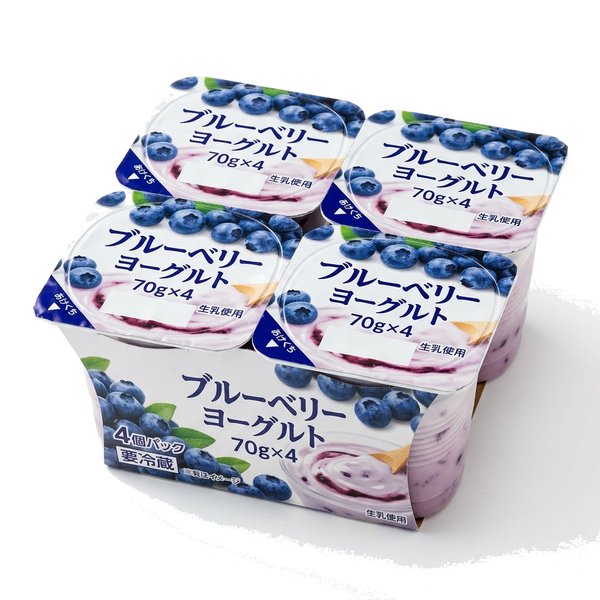 ブルーベリー
ヨーグルト
70g×4
生乳使用
あけくち
ブルーベリー
ヨーグルト
70g×4
生乳使用
あけくち
ブルーベリー
ヨーグルト
70g×4
生乳使用
あけくち
ブルーベリー
ヨーグルト
70g×4
生乳使用
あけくち
ブルーベリー
ヨーグルト
70g×4
4個パック
要冷蔵
生乳使用